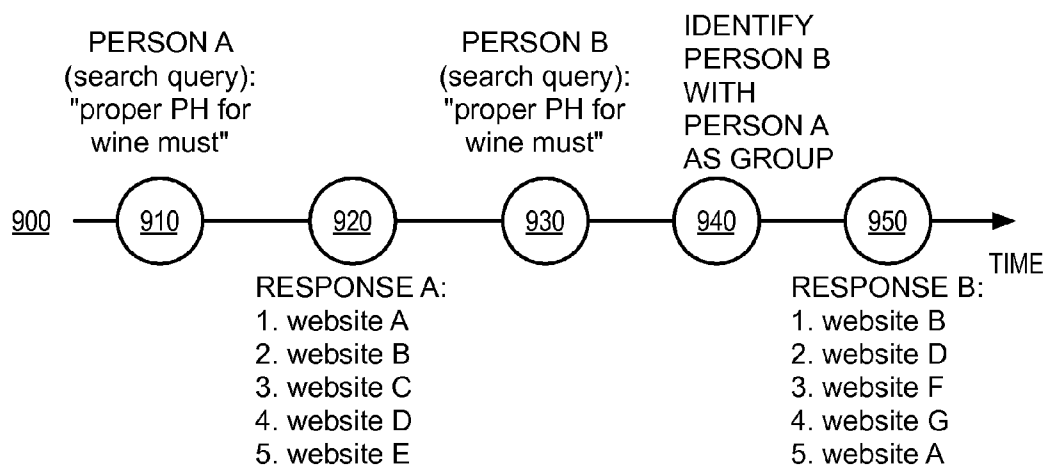 PERSON A
(search query):
"proper PH for
wine must"
PERSON B
(search query):
"proper PH for
wine must"
IDENTIFY
PERSON B
WITH
PERSON A
AS GROUP
900
910
920
930
940
950
TIME
RESPONSE A:
1. website A
2. website B
3. website C
4. website D
5. website E
RESPONSE B:
1. website B
2. website D
3. website F
4. website G
5. website A